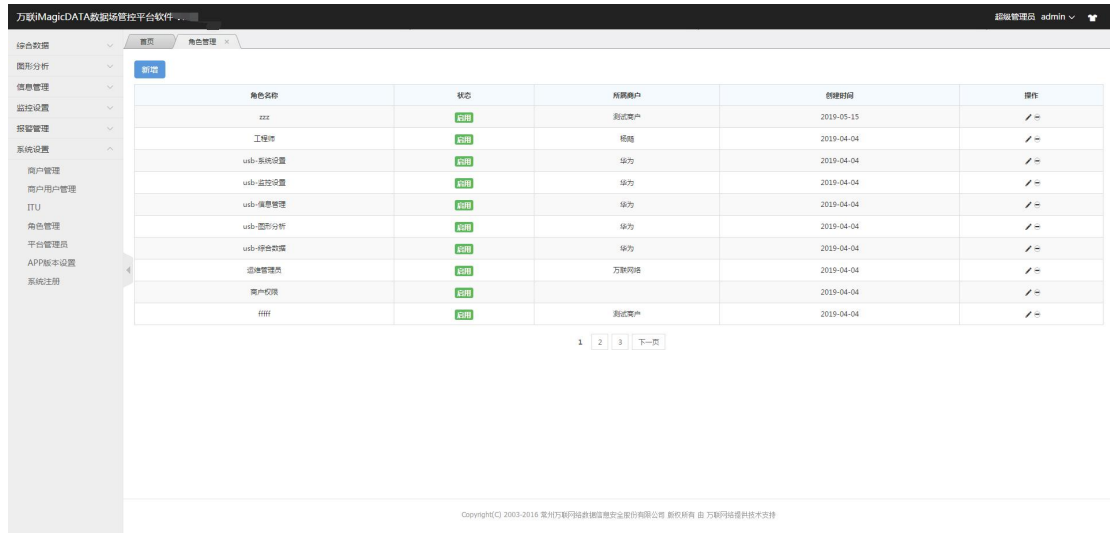 万联iMagicDATA数据场管控平台软件
超级管理员 admin
综合数据
图形分析
信息管理
监控设置
报警管理
系统设置
商户管理
商户用户管理
ITU
角色管理
平台管理员
APP版本设置
系统注册
首页 角色管理 ×
新增
角色名称 状态 所属商户 创建时间 操作
zzz 启用 测试商户 2019-05-15
工程师 启用 2019-04-04
usb-系统设置 启用 华为 2019-04-04
usb-监控设置 启用 华为 2019-04-04
usb-信息管理 启用 华为 2019-04-04
usb-图形分析 启用 华为 2019-04-04
usb-综合数据 启用 华为 2019-04-04
运维管理员 启用 万联网络 2019-04-04
商户权限 启用 2019-04-04
ffffff 启用 测试商户 2019-04-04
1 2 3 下一页
Copyright(C) 2003-2016 常州万联网络数据信息安全股份有限公司 版权所有 由 万联网络提供技术支持